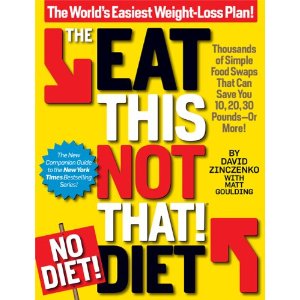 The World's Easiest Weight-Loss Plan!
THE
EAT
THIS
NOT
THAT!
DIET
Thousands
of Simple
Food Swaps
That Can
Save You
10, 20, 30
Pounds—Or
More!
The New
Companion Guide
to the New York
Times Bestselling
Series!
BY
DAVID
ZINCZENKO
WITH
MATT
GOULDING
NO
DIET!